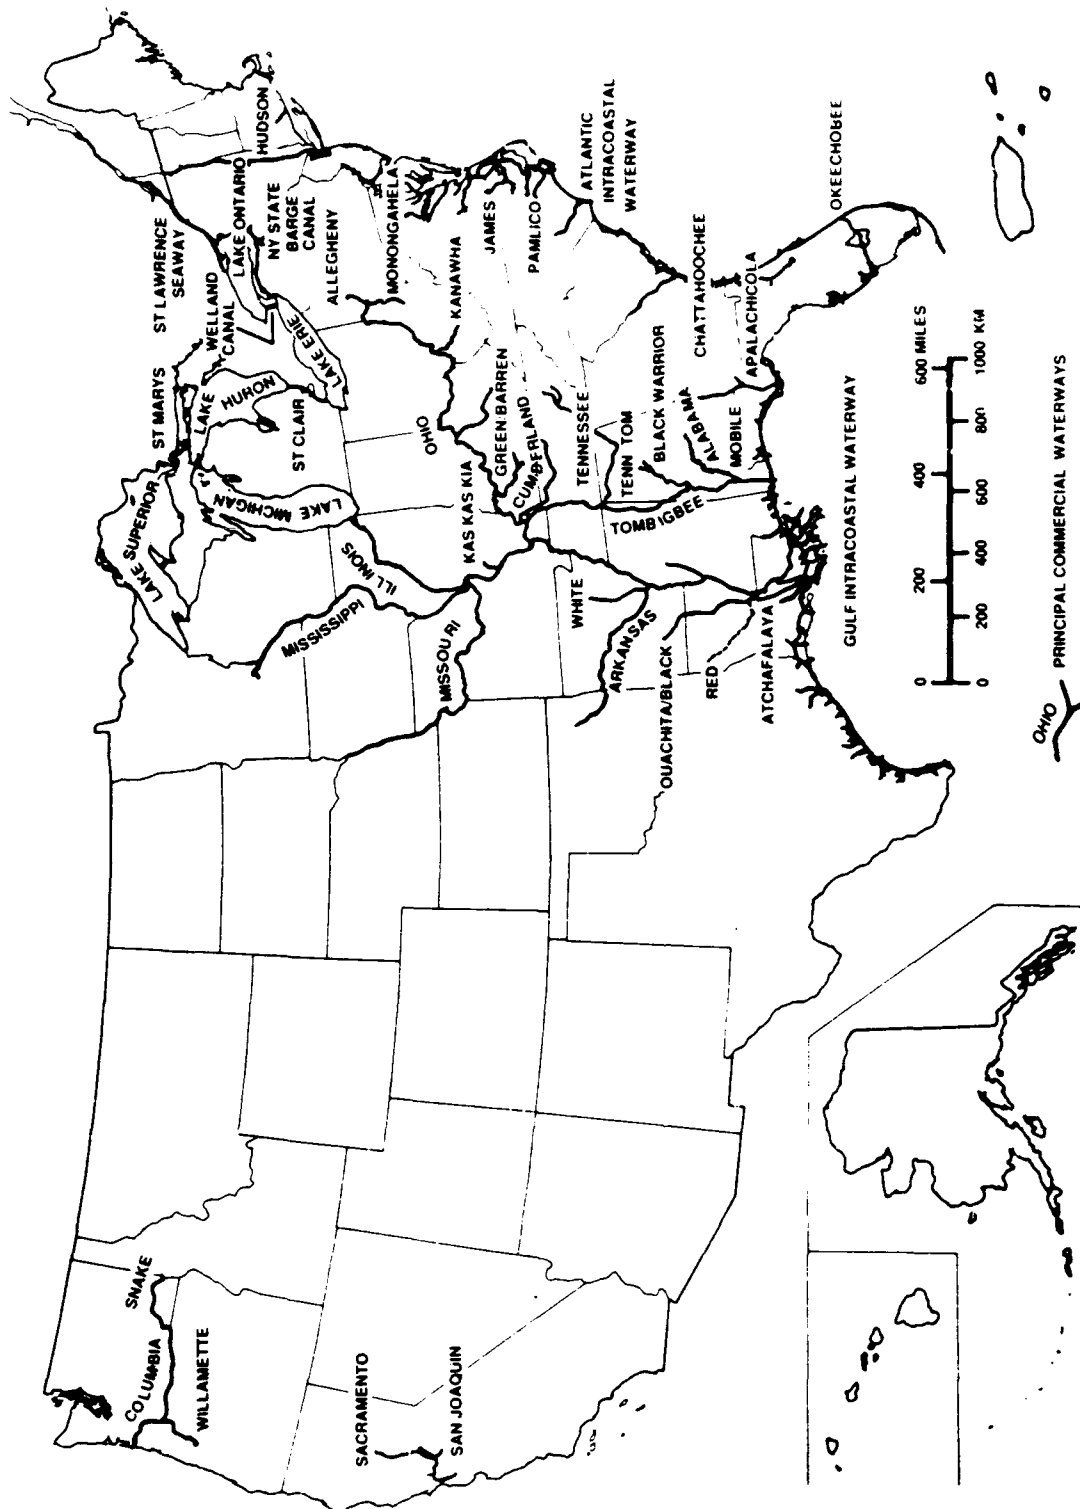 COLUMBIA
SNAKE
WILLAMETTE
SACRAMENTO
SAN JOAQUIN
LAKE SUPERIOR
ST MARYS
LAKE
HURON
ST CLAIR
LAKE MICHIGAN
WELLAND
CANAL
ST LAWRENCE
SEAWAY
LAKE ONTARIO
HUDSON
NY STATE
BARGE
CANAL
LAKE ERIE
ALLEGHENY
MONONGAHELA
KANAWHA
JAMES
PAMLICO
ATLANTIC
INTRACOASTAL
WATERWAY
MISSISSIPPI
ILLINOIS
MISSOURI
KAS KAS KIA
OHIO
GREEN:BARREN
CUMBERLAND
TENNESSEE
TENN TOM
BLACK WARRIOR
ALABAMA
MOBILE
TOMBIGBEE
CHATTAHOOCHEE
APALACHICOLA
OKEECHOBEE
WHITE
ARKANSAS
OUACHITA/BLACK
RED
ATCHAFALAYA
GULF INTRACOASTAL WATERWAY
0 200 400 600 MILES
0 200 400 600 800 1000 KM
OHIO
PRINCIPAL COMMERCIAL WATERWAYS